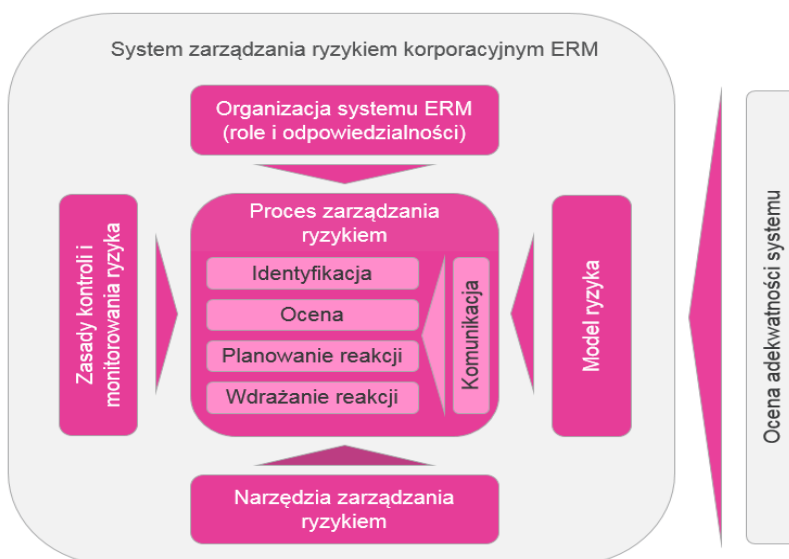 System zarządzania ryzykiem korporacyjnym ERM
Organizacja systemu ERM
(role i odpowiedzialności)
Zasady kontroli i
monitorowania ryzyka
Proces zarządzania
ryzykiem
Identyfikacja
Ocena
Planowanie reakcji
Wdrażanie reakcji
Komunikacja
Model ryzyka
Narzędzia zarządzania
ryzykiem
Ocena adekwatności systemu